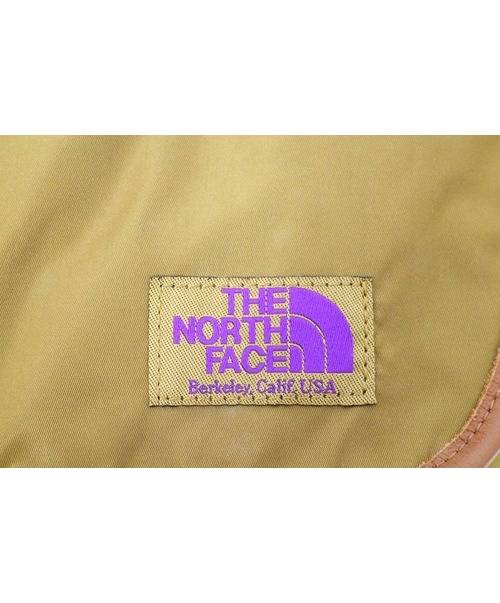 THE
NORTH
FACE
Berkeley, Calif. USA